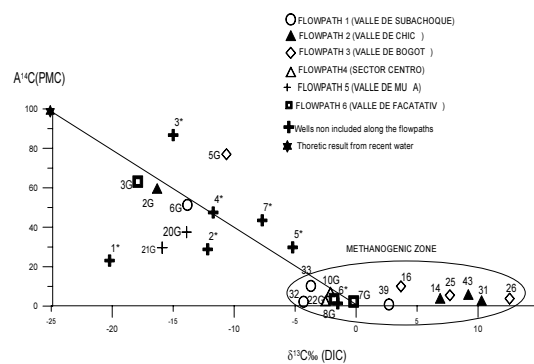 FLOWPATH 1 (VALLE DE SUBACHOQUE)
FLOWPATH 2 (VALLE DE CHIC )
FLOWPATH 3 (VALLE DE BOGOT )
FLOWPATH4 (SECTOR CENTRO)
FLOWPATH 5 (VALLE DE MU A)
FLOWPATH 6 (VALLE DE FACATATIV )
Wells non included along the flowpaths
Thoretic result from recent water
A¹⁴C(PMC)
100
80
60
40
20
0
3*
5G
3G
2G
6G
4*
7*
20G
21G
2*
5*
1*
METHANOGENIC ZONE
33
10G
16
25
26
32
22G
6*
7G
39
14
43
31
8G
-25 -20 -15 -10 -5 0 5 10
δ¹³C‰ (DIC)